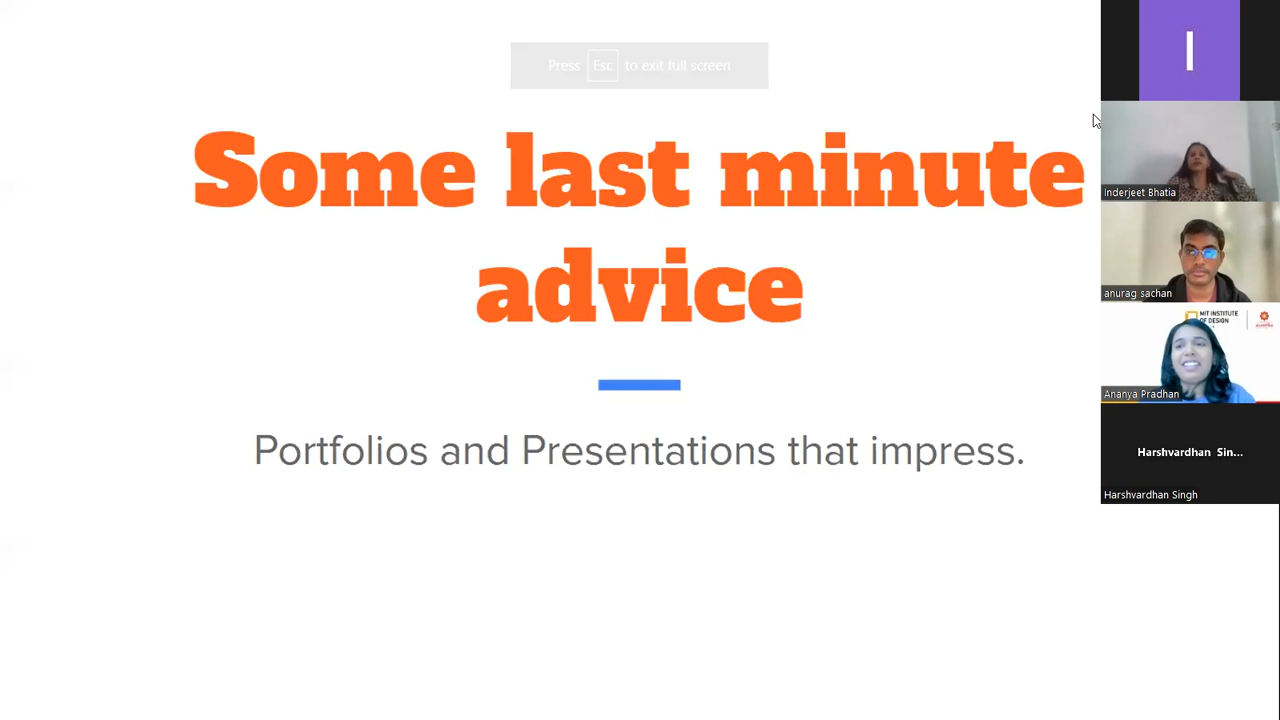 Press Esc to exit full screen
Some last minute
advice
Portfolios and Presentations that impress.
I
Inderjeet Bhatia
anurag sachan
MIT INSTITUTE
OF DESIGN
Ananya Pradhan
Harshvardhan Sin...
Harshvardhan Singh